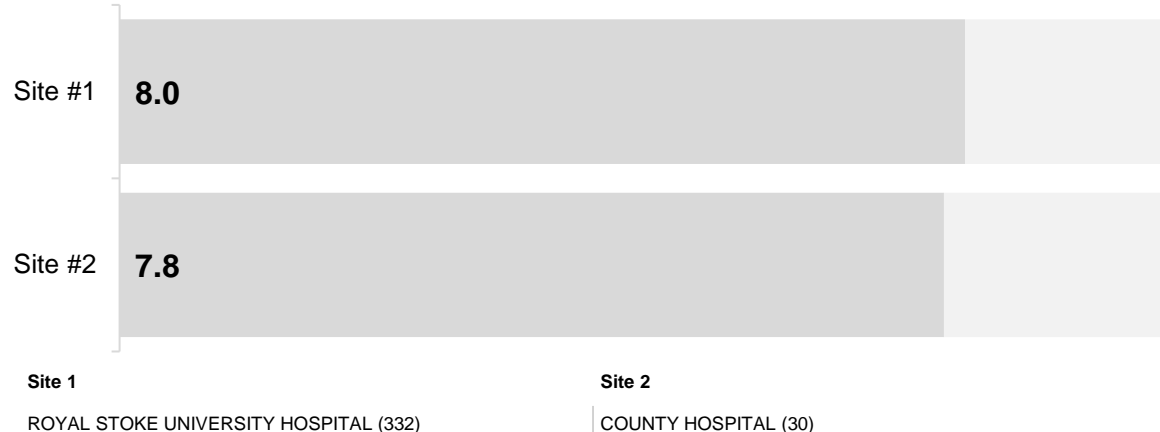 Site #1 8.0
Site #2 7.8
Site 1 Site 2
ROYAL STOKE UNIVERSITY HOSPITAL (332) COUNTY HOSPITAL (30)